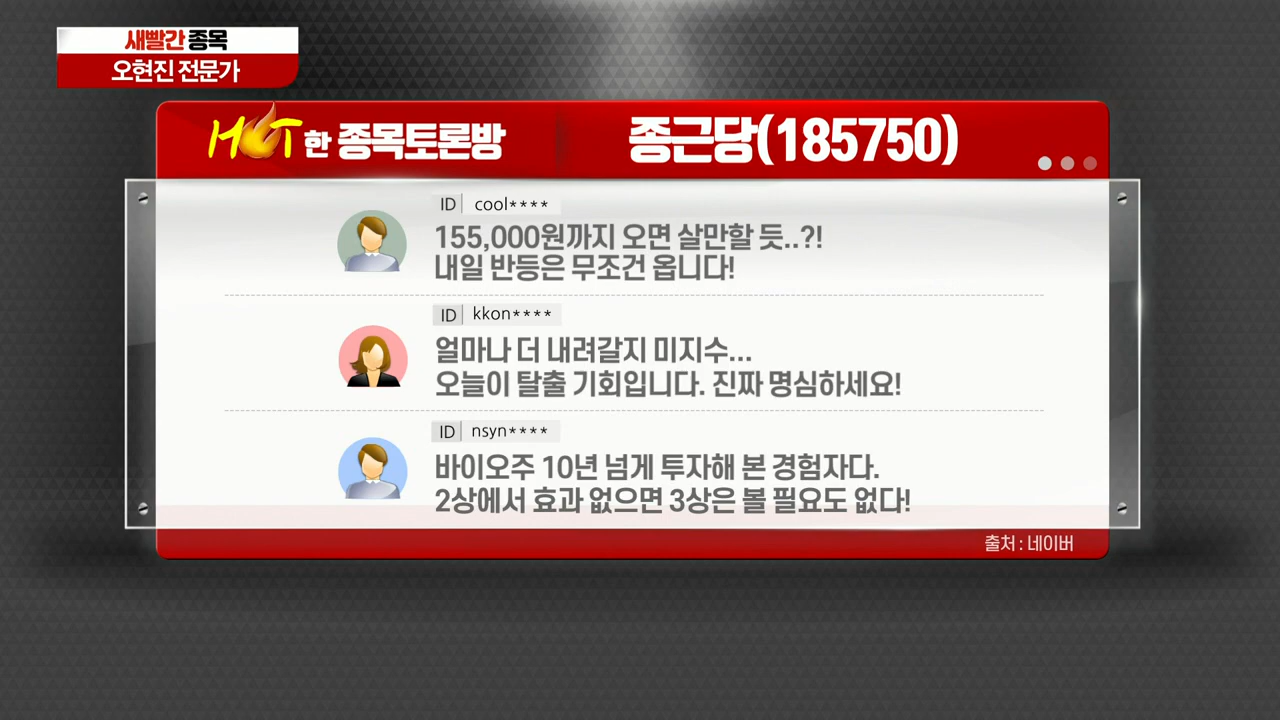 새빨간 종목
오현진 전문가
HOT한 종목토론방
종근당(185750)
ID cool****
155,000원까지 오면 살만할 듯..?!
내일 반등은 무조건 옵니다!
ID kkon****
얼마나 더 내려갈지 미지수...
오늘이 탈출 기회입니다. 진짜 명심하세요!
ID nsyn****
바이오주 10년 넘게 투자해 본 경험자다.
2상에서 효과 없으면 3상은 볼 필요도 없다!
출처 : 네이버